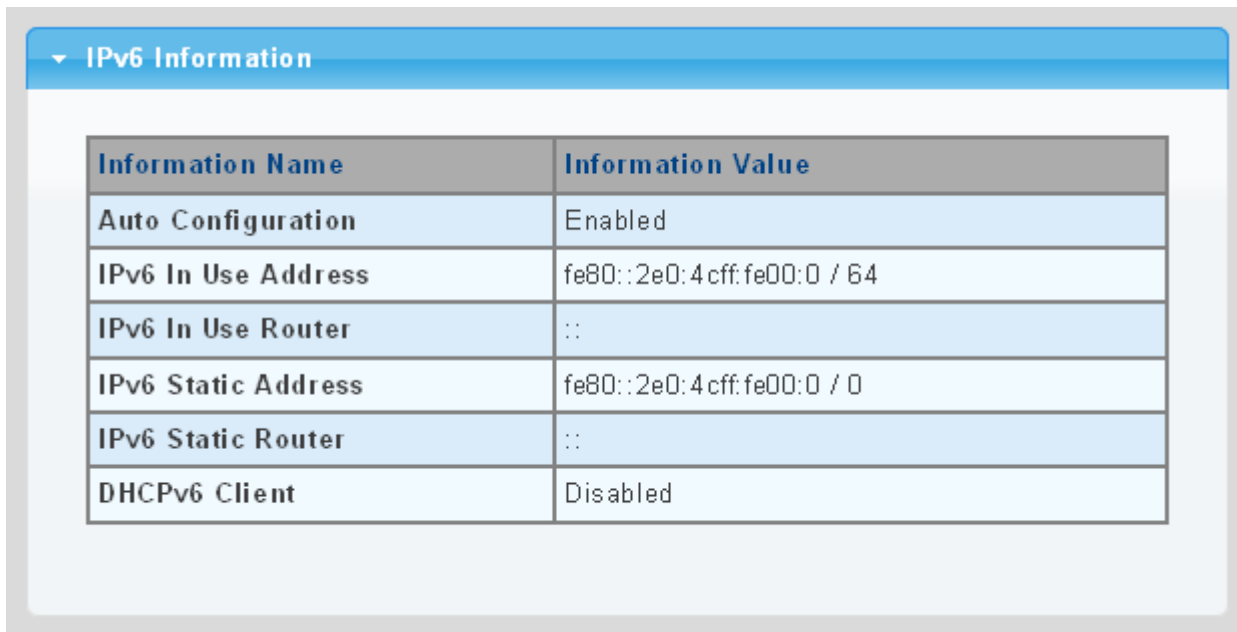 IPv6 Information
Information Name Information Value
Auto Configuration Enabled
IPv6 In Use Address fe80::2e0:4cff:fe00:0 / 64
IPv6 In Use Router ::
IPv6 Static Address fe80::2e0:4cff:fe00:0 / 0
IPv6 Static Router ::
DHCPv6 Client Disabled